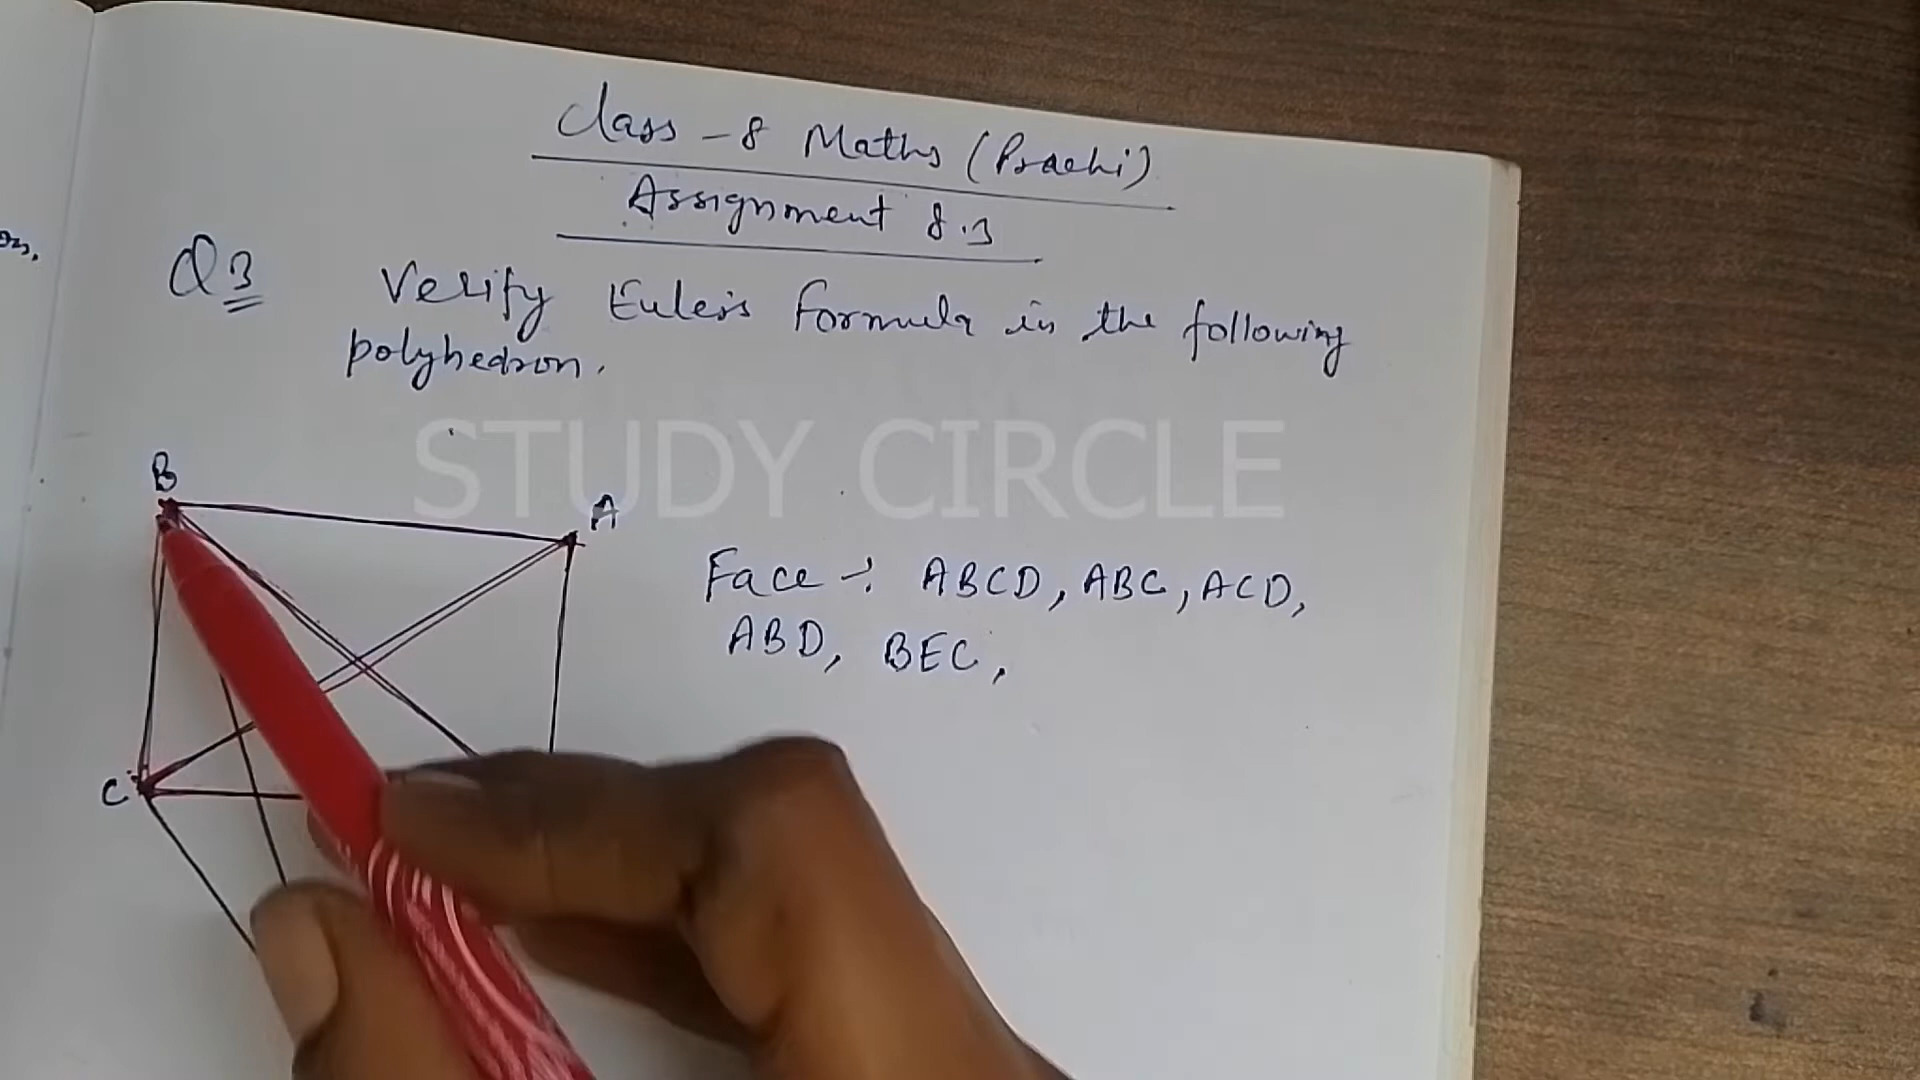 Class - 8 Maths (Prachi)
Assignment 8.3
Q3 Verify Euler's formula in the following
polyhedron.
STUDY CIRCLE
B
A
Face -: ABCD, ABC, ACD,
ABD, BEC,
C